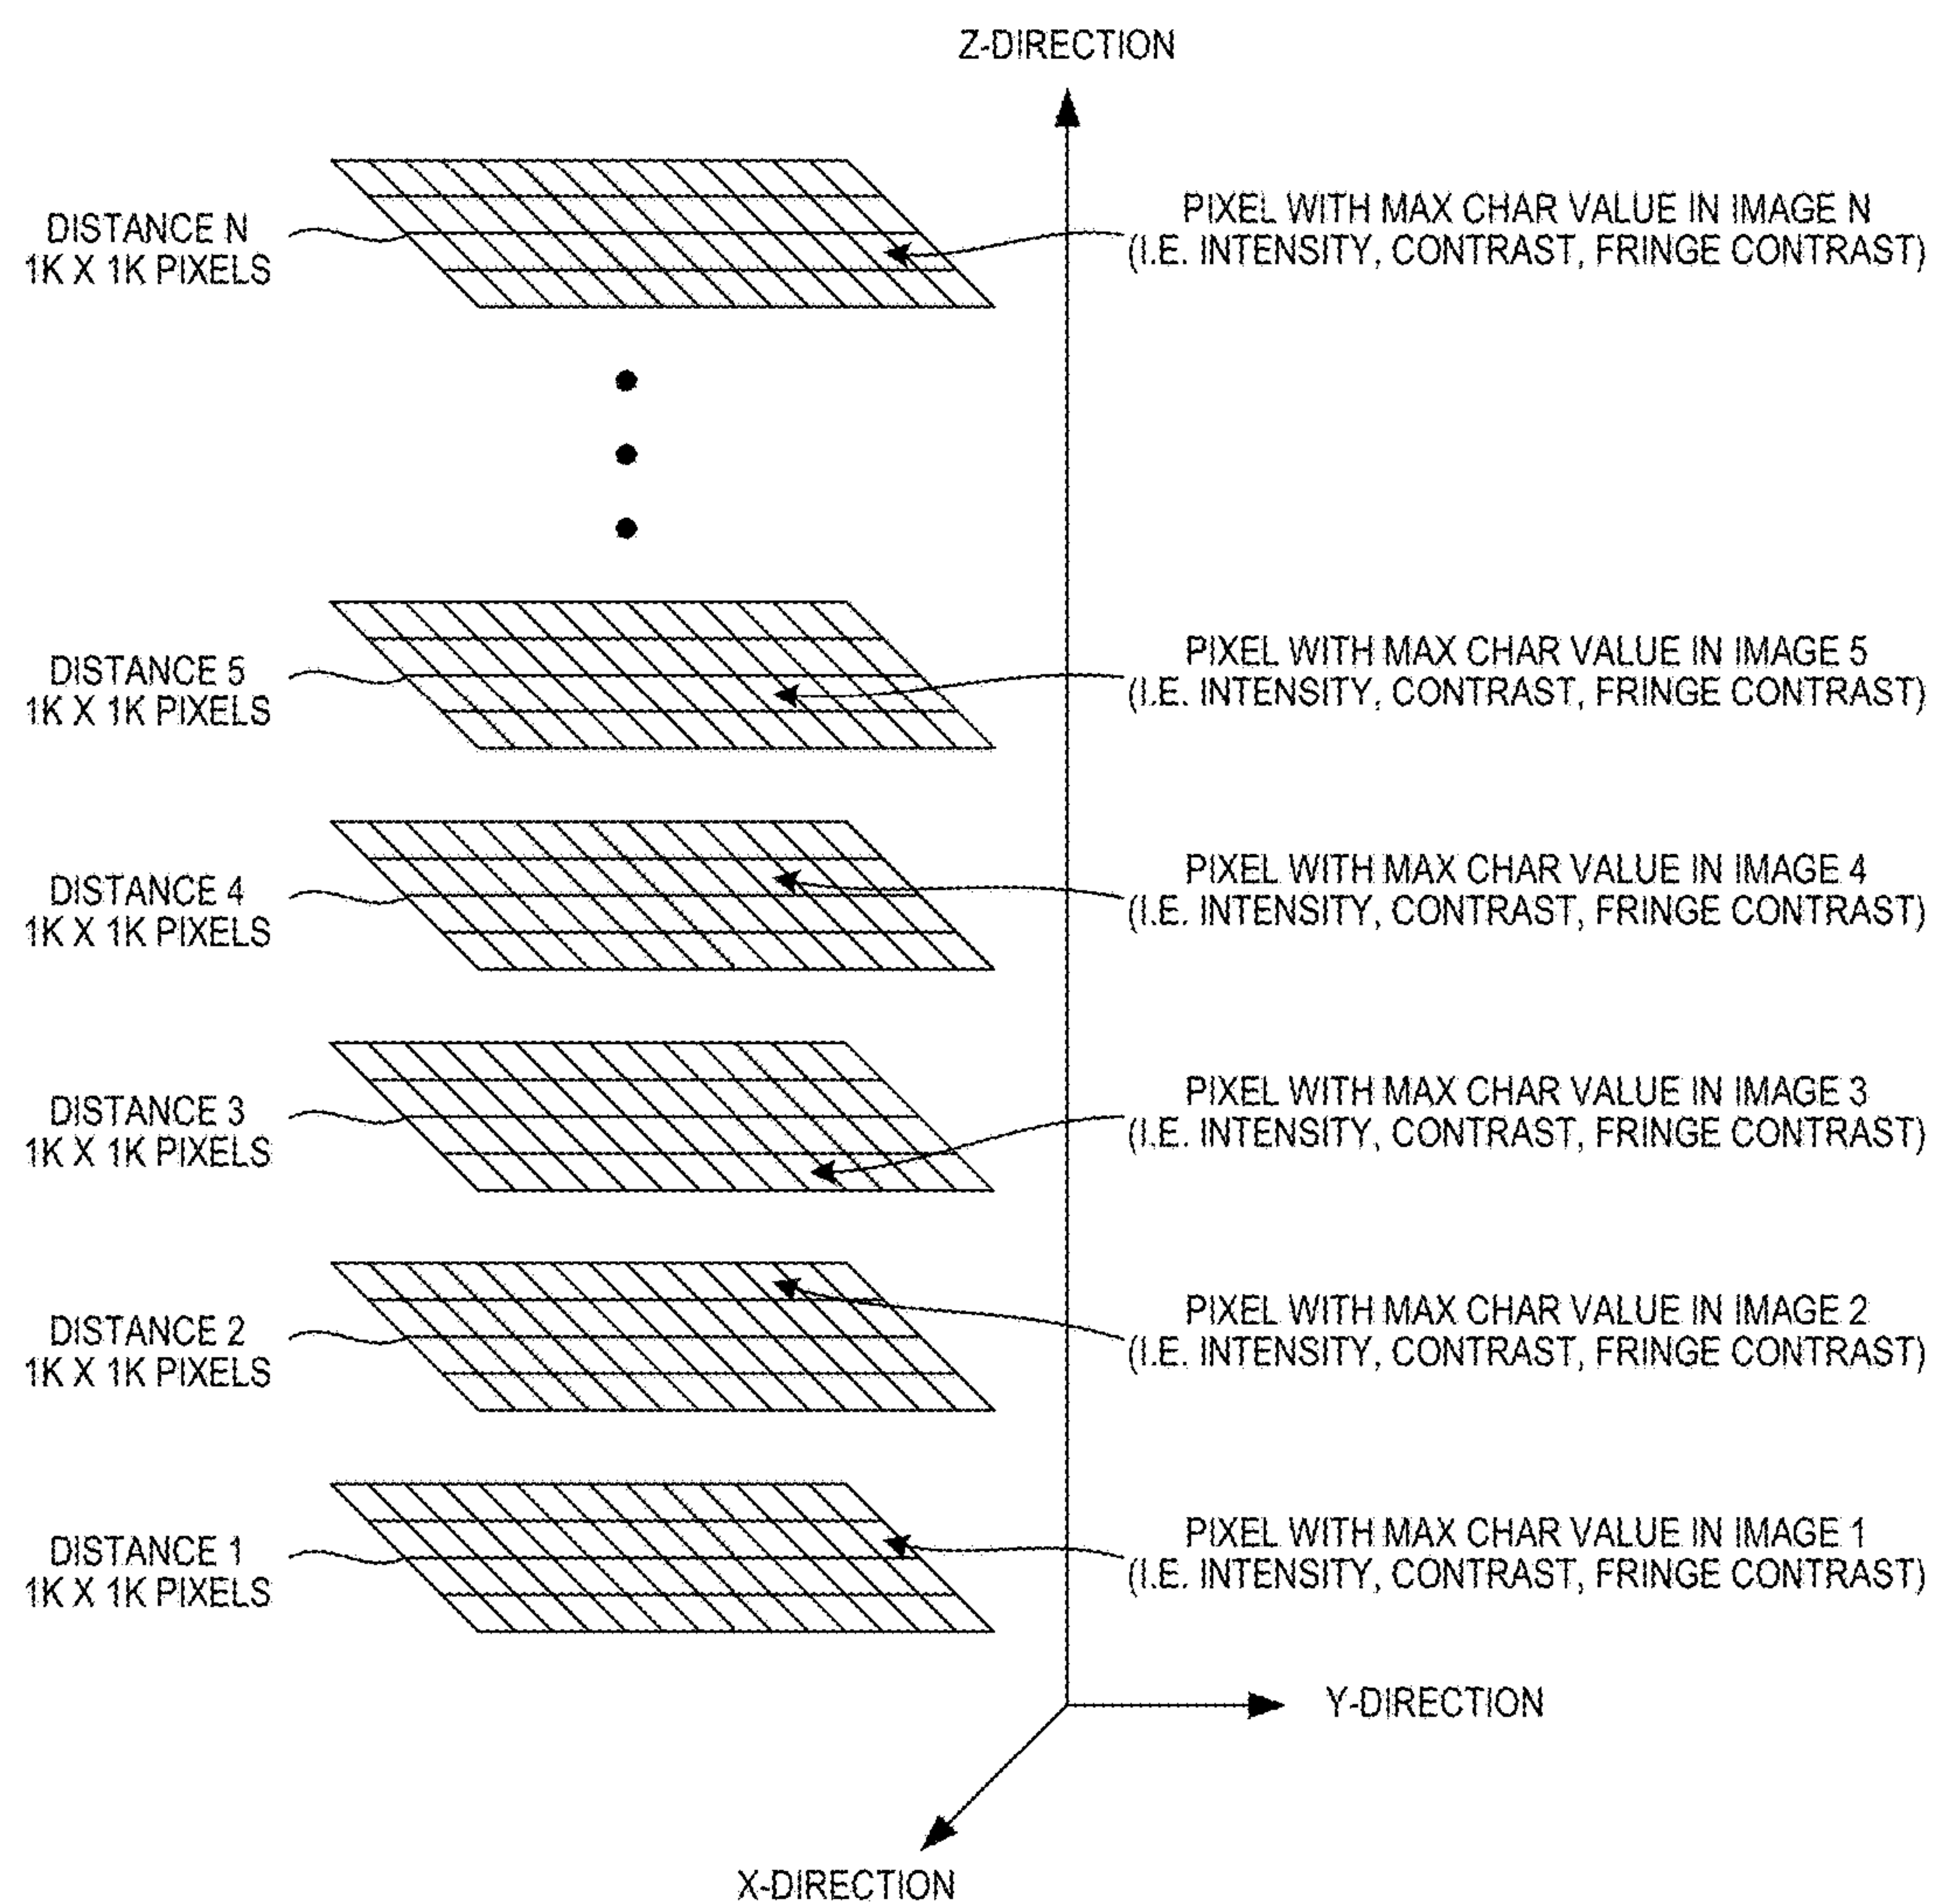 Z-DIRECTION
DISTANCE N
1K X 1K PIXELS
PIXEL WITH MAX CHAR VALUE IN IMAGE N
(I.E. INTENSITY, CONTRAST, FRINGE CONTRAST)
DISTANCE 5
1K X 1K PIXELS
PIXEL WITH MAX CHAR VALUE IN IMAGE 5
(I.E. INTENSITY, CONTRAST, FRINGE CONTRAST)
DISTANCE 4
1K X 1K PIXELS
PIXEL WITH MAX CHAR VALUE IN IMAGE 4
(I.E. INTENSITY, CONTRAST, FRINGE CONTRAST)
DISTANCE 3
1K X 1K PIXELS
PIXEL WITH MAX CHAR VALUE IN IMAGE 3
(I.E. INTENSITY, CONTRAST, FRINGE CONTRAST)
DISTANCE 2
1K X 1K PIXELS
PIXEL WITH MAX CHAR VALUE IN IMAGE 2
(I.E. INTENSITY, CONTRAST, FRINGE CONTRAST)
DISTANCE 1
1K X 1K PIXELS
PIXEL WITH MAX CHAR VALUE IN IMAGE 1
(I.E. INTENSITY, CONTRAST, FRINGE CONTRAST)
Y-DIRECTION
X-DIRECTION